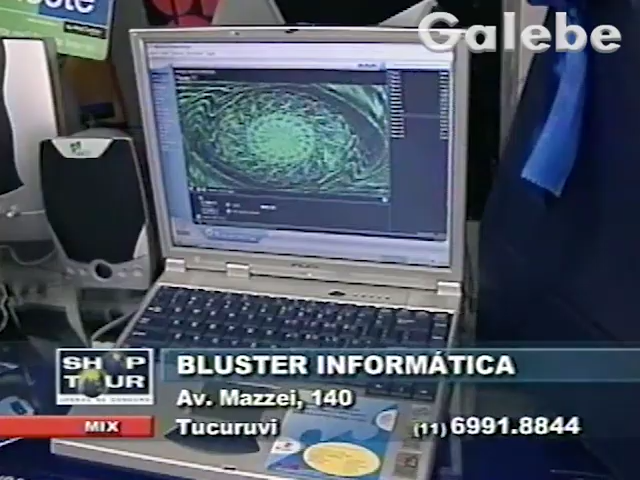 Galebe
SHOP
TOUR
BLUSTER INFORMÁTICA
Av. Mazzei, 140
MIX
Tucuruvi
(11) 6991.8844